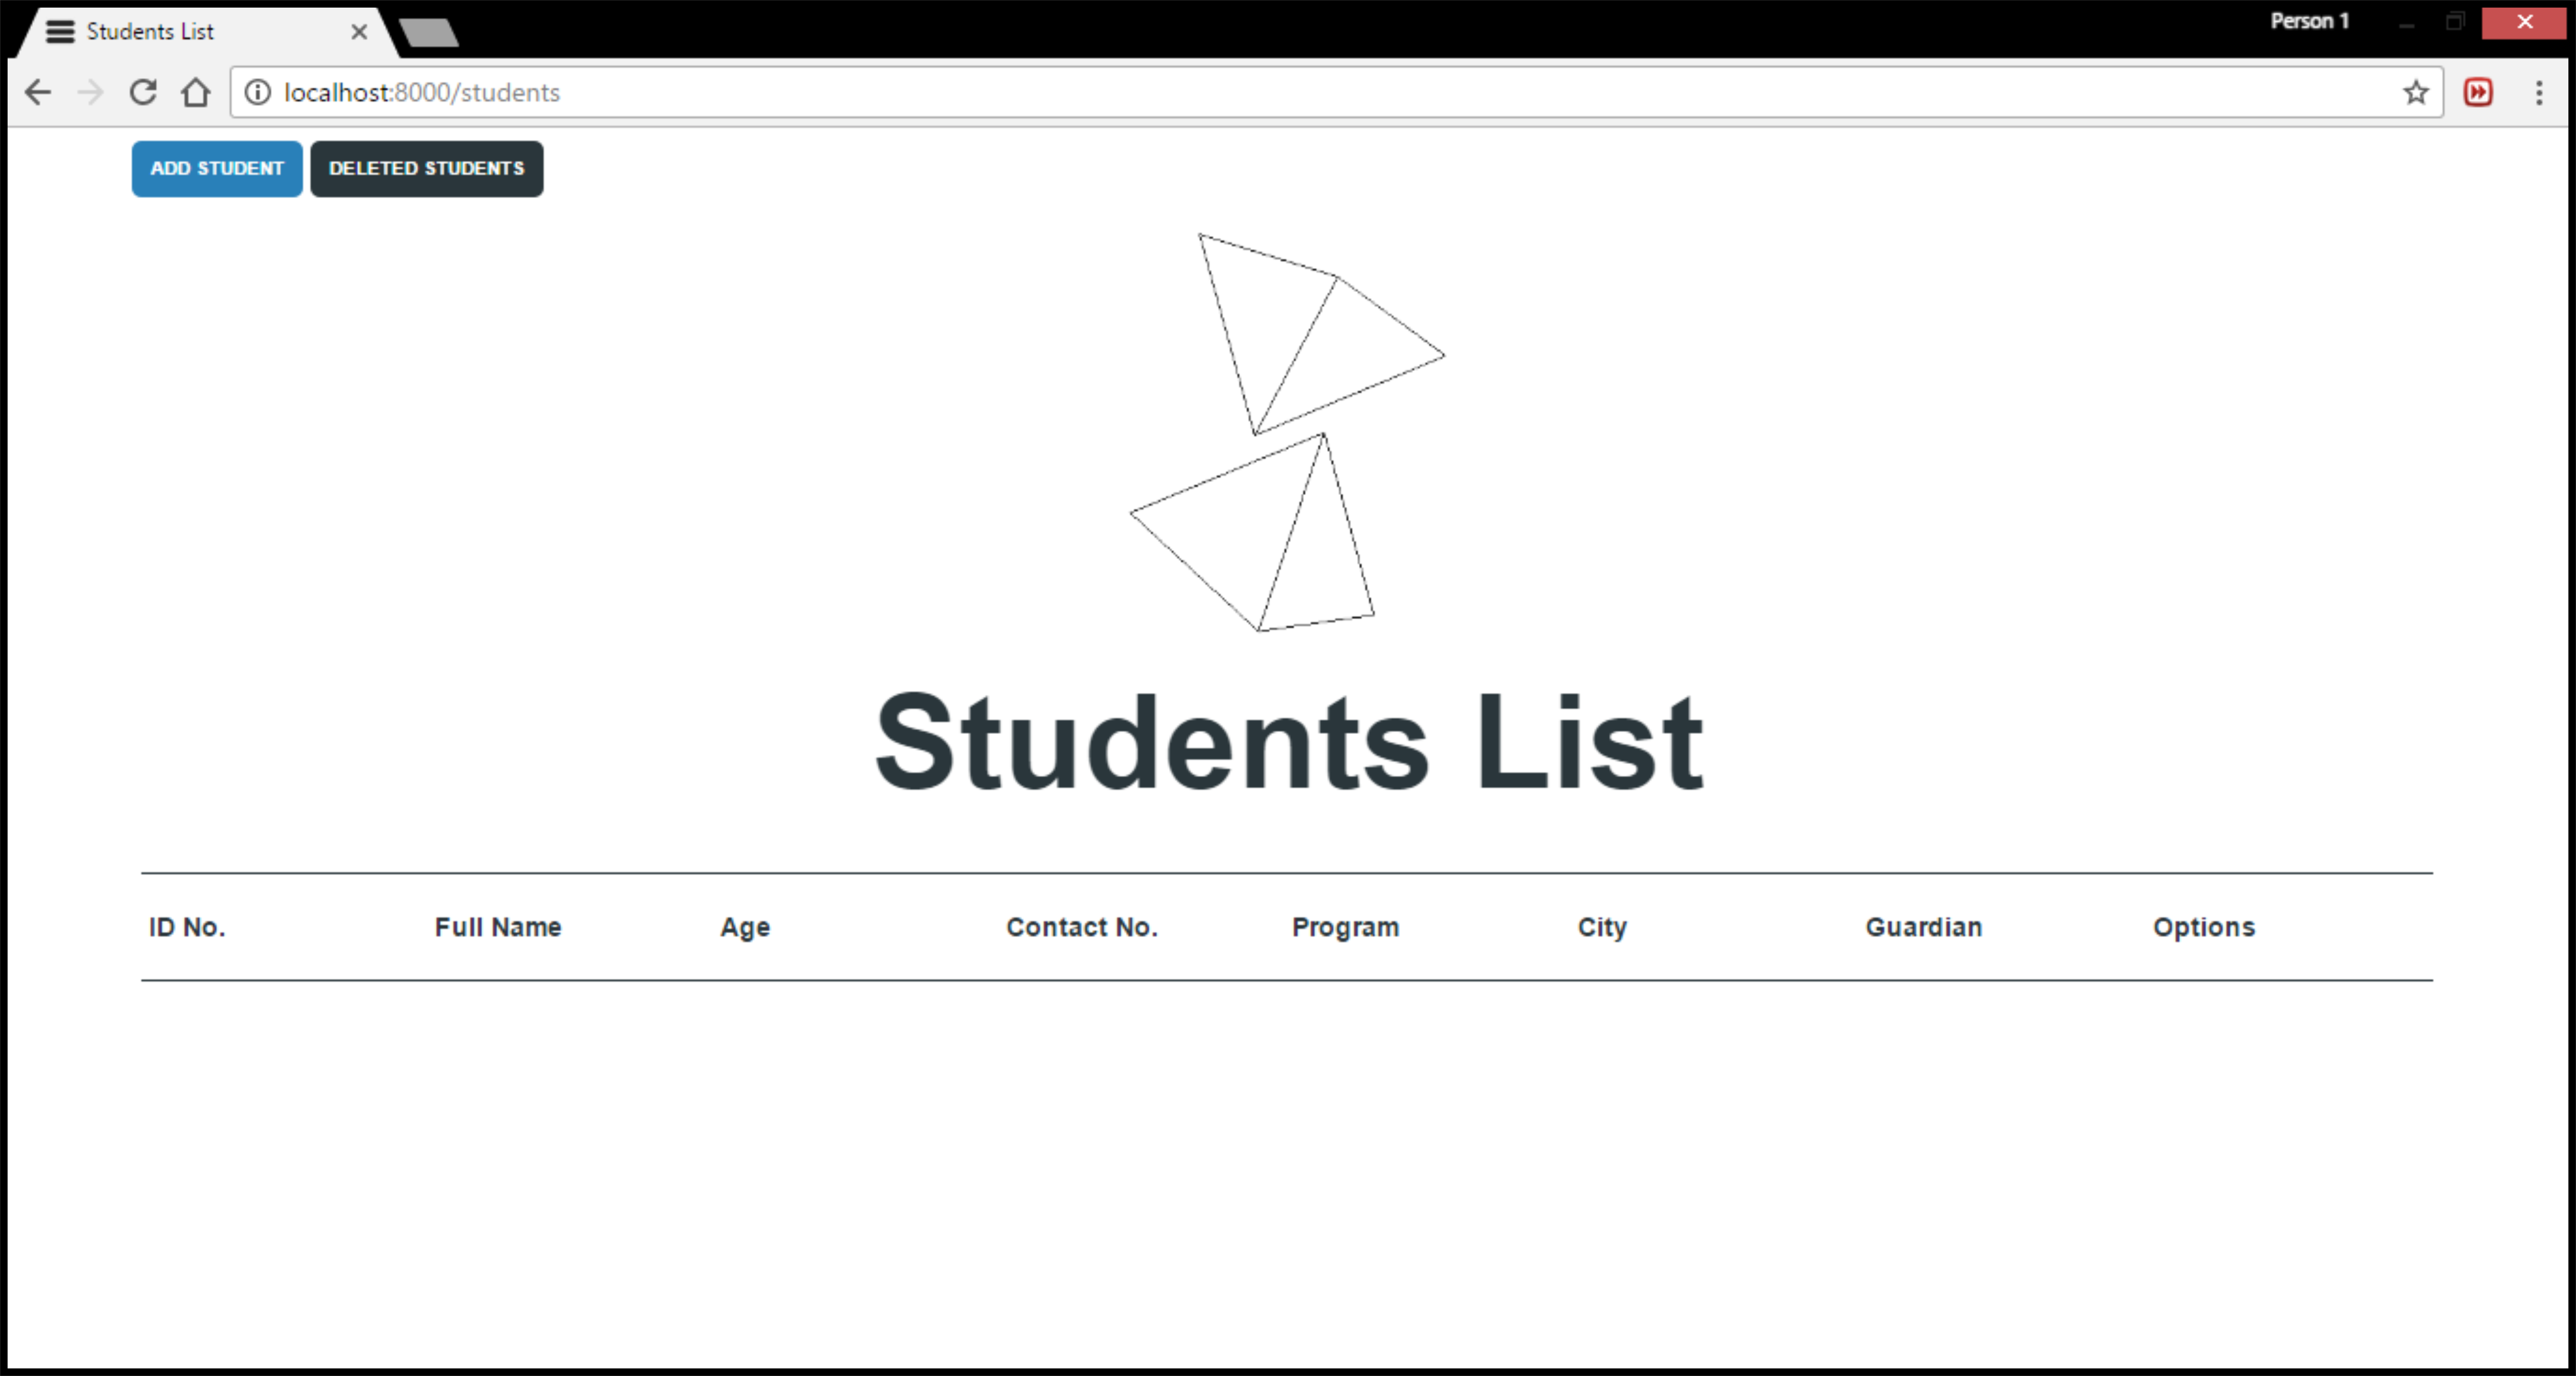 Students List
Person 1
localhost:8000/students
ADD STUDENT DELETED STUDENTS
Students List
ID No. Full Name Age Contact No. Program City Guardian Options